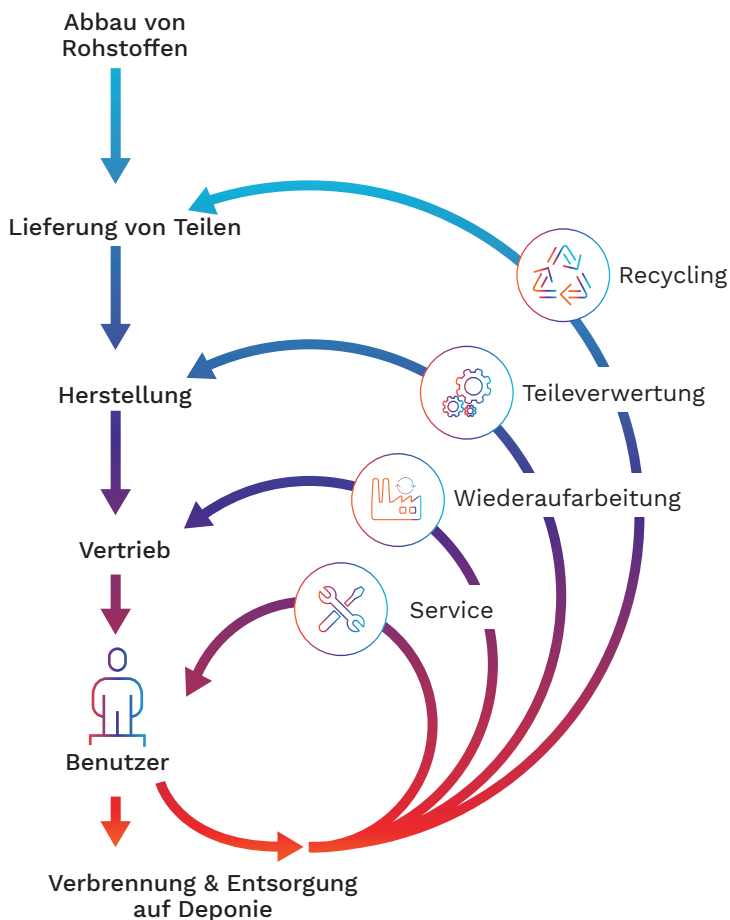 Abbau von
Rohstoffen
Lieferung von Teilen
Recycling
Herstellung
Teileverwertung
Wiederaufarbeitung
Vertrieb
Service
Benutzer
Verbrennung & Entsorgung
auf Deponie